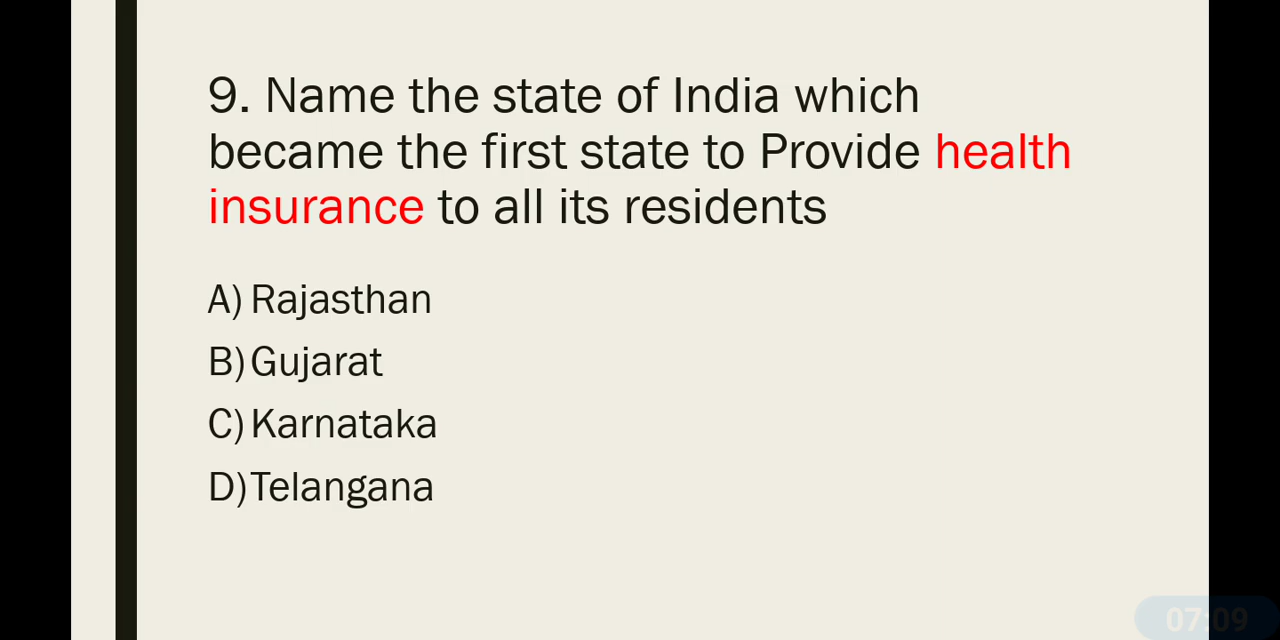 9. Name the state of India which
became the first state to Provide health
insurance to all its residents
A) Rajasthan
B) Gujarat
C) Karnataka
D) Telangana
07:09